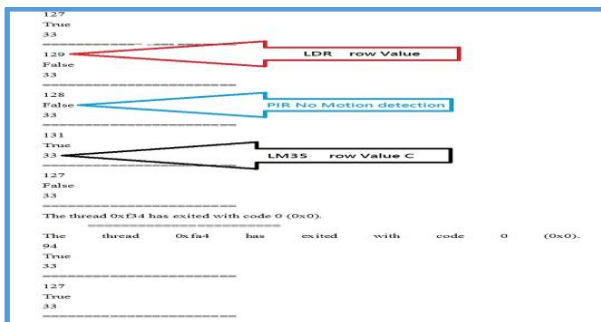 127
True
33
129
LDR row Value
False
33
128
False
PIR No Motion detection
33
131
True
33
LM35 row Value C
127
False
33
The thread 0xf34 has exited with code 0 (0x0).
The thread 0xfa4 has exited with code 0 (0x0).
94
True
33
127
True
33